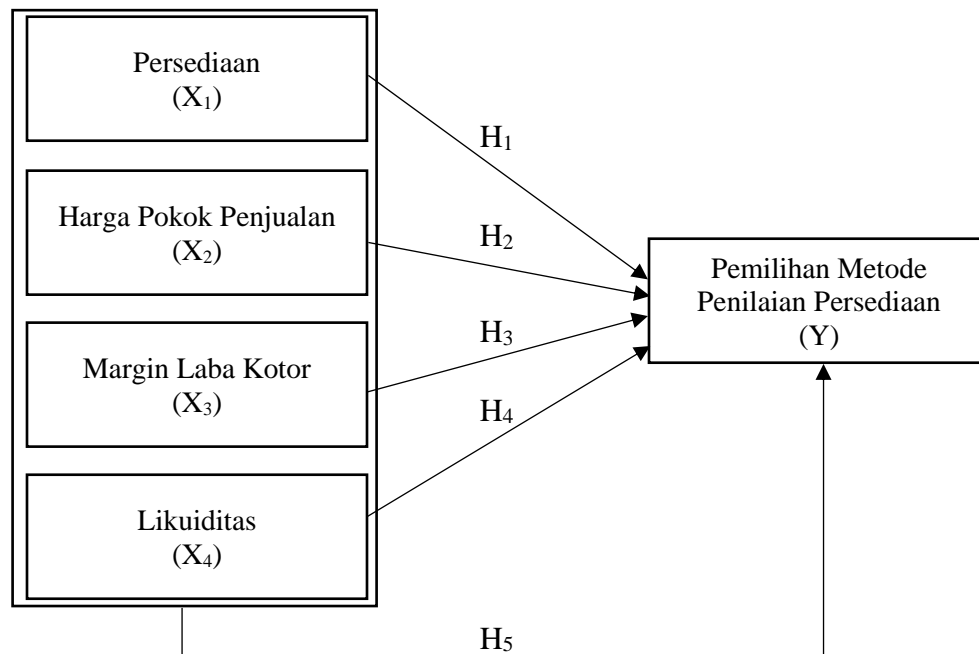 Persediaan
(X₁)
H₁
Harga Pokok Penjualan
(X₂)
H₂
Pemilihan Metode
Penilaian Persediaan
(Y)
Margin Laba Kotor
(X₃)
H₃
H₄
Likuiditas
(X₄)
H₅